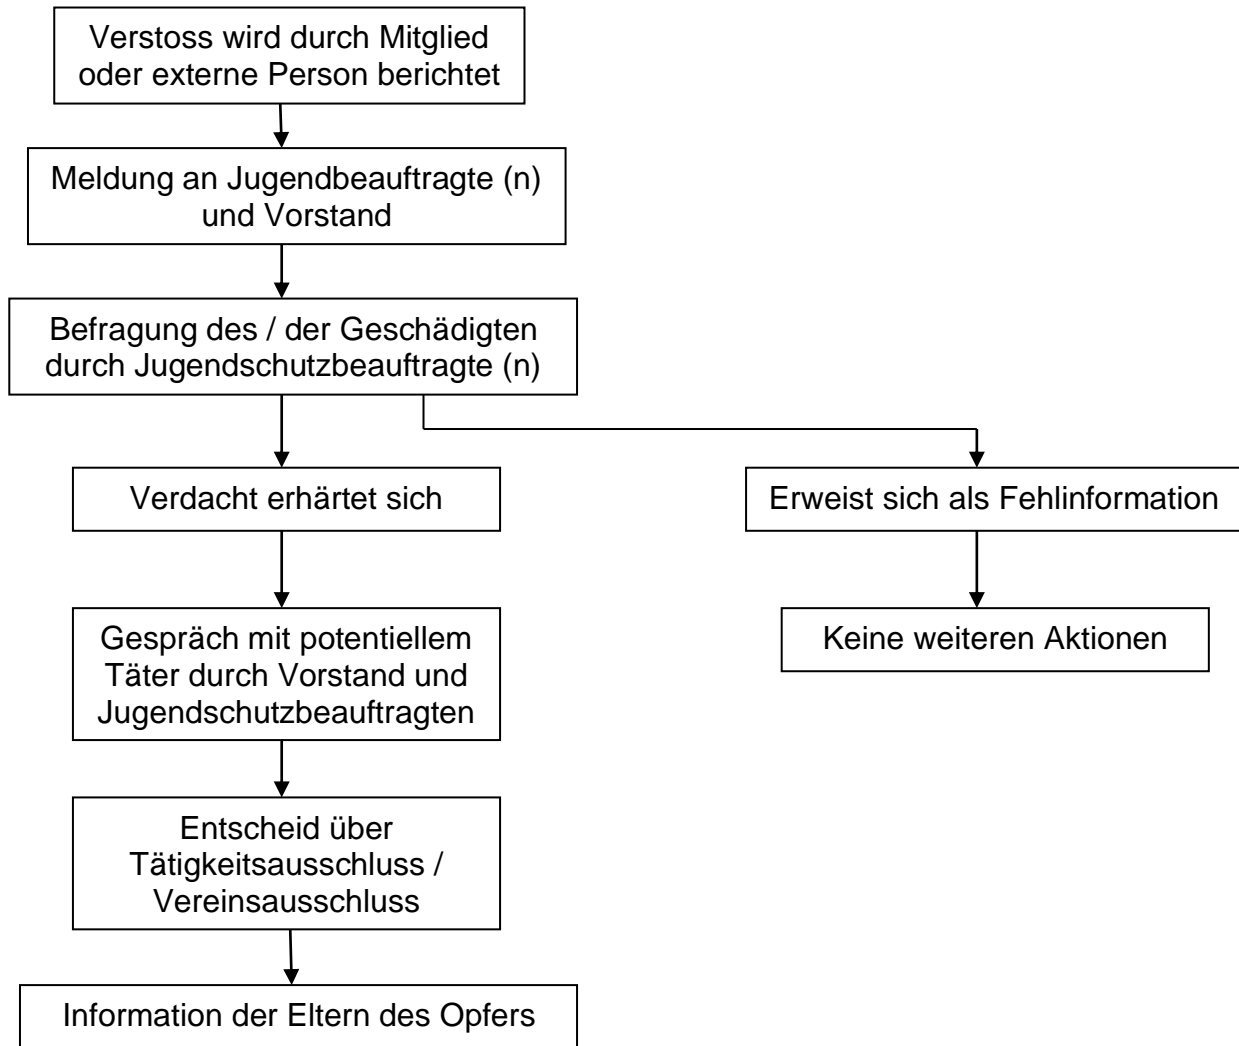 Verstoss wird durch Mitglied
oder externe Person berichtet
Meldung an Jugendbeauftragte (n)
und Vorstand
Befragung des / der Geschädigten
durch Jugendschutzbeauftragte (n)
Verdacht erhärtet sich
Erweist sich als Fehlinformation
Gespräch mit potentiellem
Täter durch Vorstand und
Jugendschutzbeauftragten
Keine weiteren Aktionen
Entscheid über
Tätigkeitsausschluss /
Vereinsausschluss
Information der Eltern des Opfers